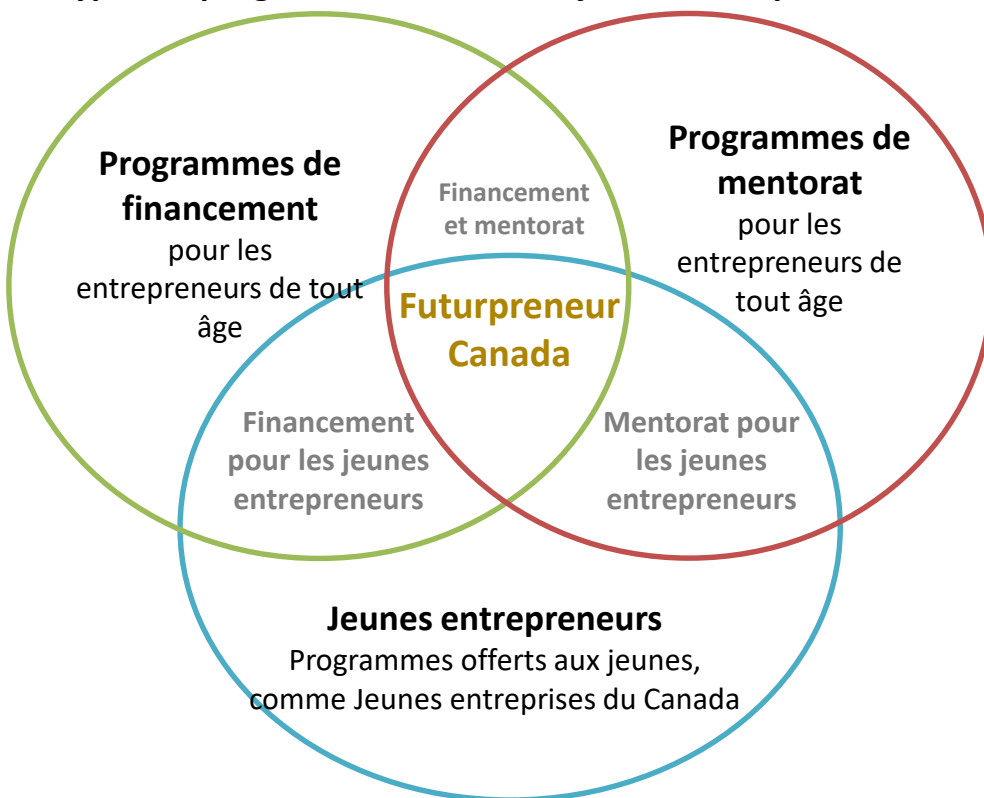 Programmes de
financement
pour les
entrepreneurs de tout
âge
Financement
et mentorat
Programmes de
mentorat
pour les
entrepreneurs de
tout âge
Futurpreneur
Canada
Financement
pour les jeunes
entrepreneurs
Mentorat pour
les jeunes
entrepreneurs
Jeunes entrepreneurs
Programmes offerts aux jeunes,
comme Jeunes entreprises du Canada